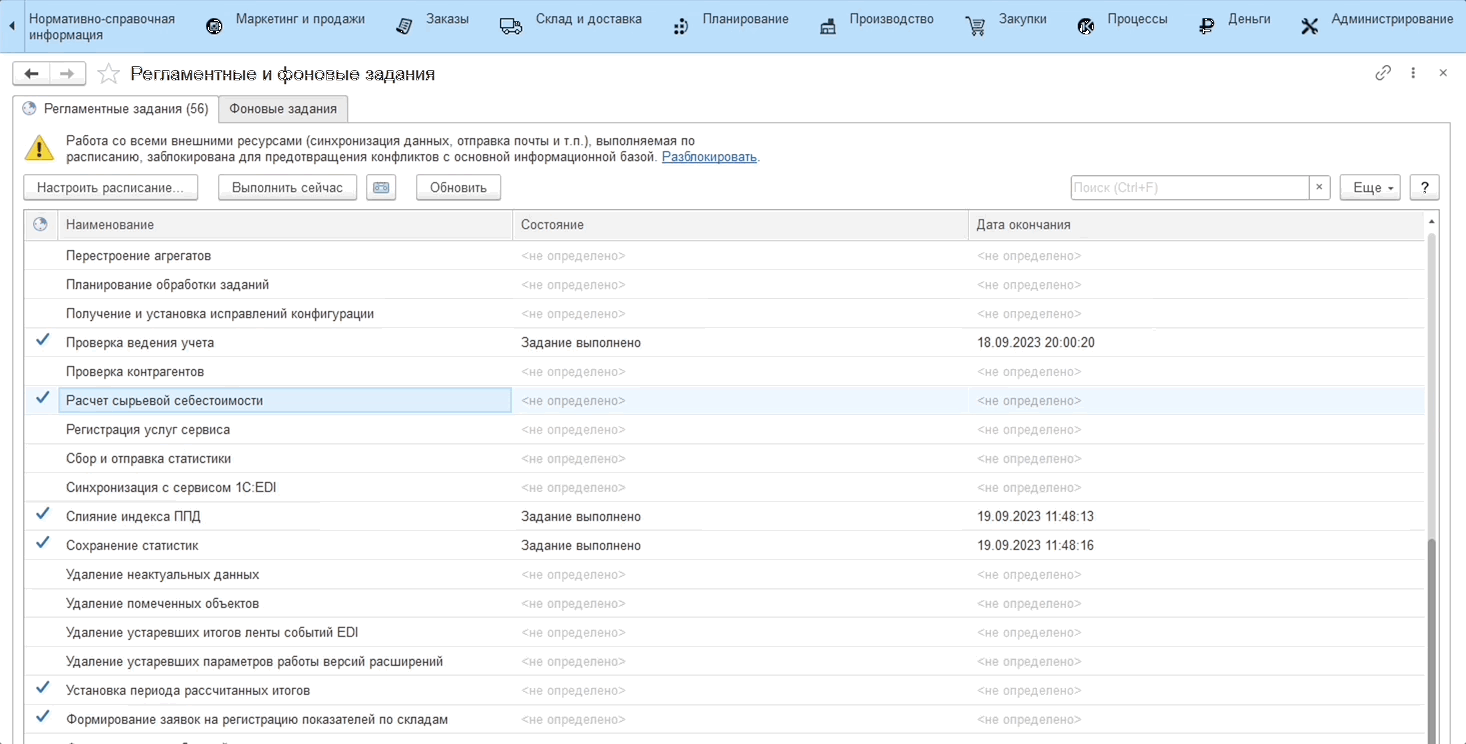 Нормативно-справочная информация
Маркетинг и продажи
Заказы
Склад и доставка
Планирование
Производство
Закупки
Процессы
Деньги
Администрирование
Регламентные и фоновые задания
Регламентные задания (56) Фоновые задания
Работа со всеми внешними ресурсами (синхронизация данных, отправка почты и т.п.), выполняемая по
расписанию, заблокирована для предотвращения конфликтов с основной информационной базой. Разблокировать.
Настроить расписание... Выполнить сейчас Обновить Поиск (Ctrl+F) × Еще ?
Наименование Состояние Дата окончания
Перестроение агрегатов <не определено> <не определено>
Планирование обработки заданий <не определено> <не определено>
Получение и установка исправлений конфигурации <не определено> <не определено>
Проверка ведения учета Задание выполнено 18.09.2023 20:00:20
Проверка контрагентов <не определено> <не определено>
Расчет сырьевой себестоимости <не определено> <не определено>
Регистрация услуг сервиса <не определено> <не определено>
Сбор и отправка статистики <не определено> <не определено>
Синхронизация с сервисом 1C:EDI <не определено> <не определено>
Слияние индекса ППД Задание выполнено 19.09.2023 11:48:13
Сохранение статистик Задание выполнено 19.09.2023 11:48:16
Удаление неактуальных данных <не определено> <не определено>
Удаление помеченных объектов <не определено> <не определено>
Удаление устаревших итогов ленты событий EDI <не определено> <не определено>
Удаление устаревших параметров работы версий расширений <не определено> <не определено>
Установка периода рассчитанных итогов <не определено> <не определено>
Формирование заявок на регистрацию показателей по складам <не определено> <не определено>